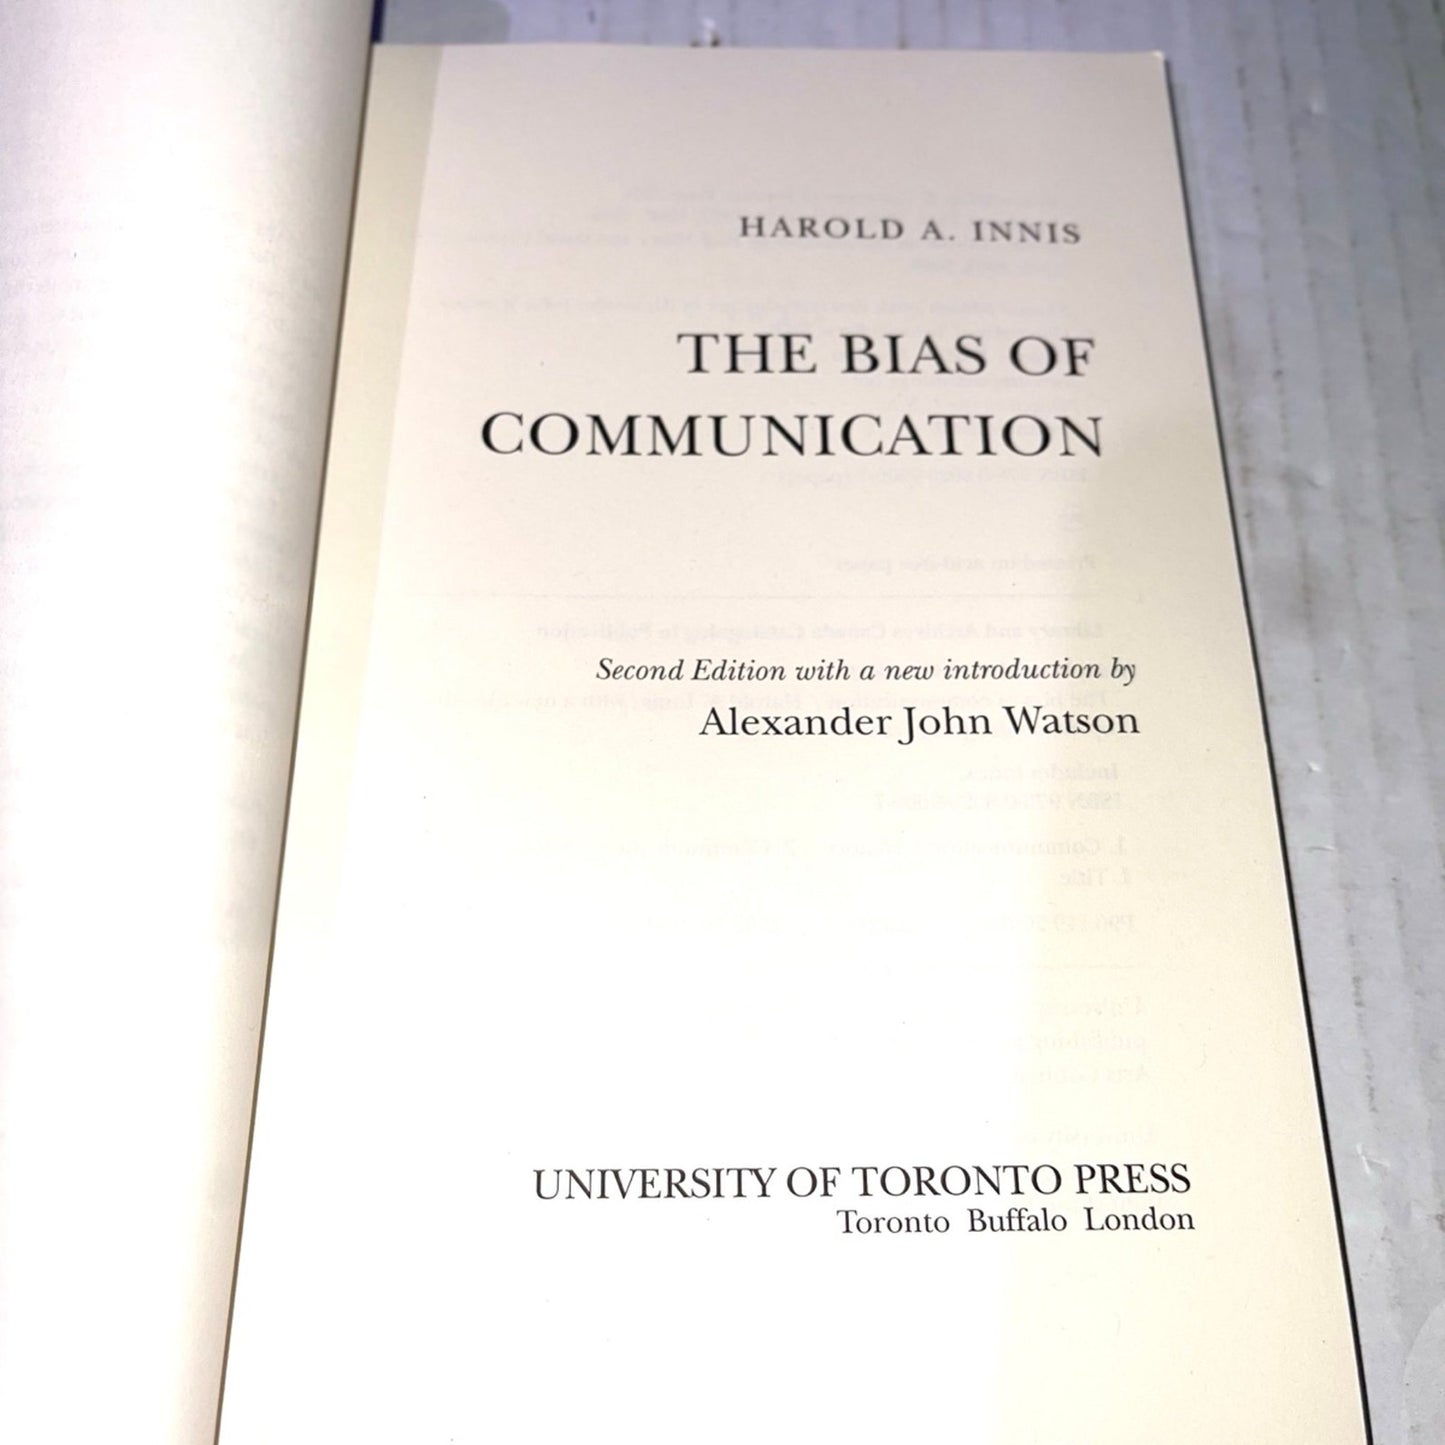 HAROLD A. INNIS
THE BIAS OF
COMMUNICATION
Second Edition with a new introduction by
Alexander John Watson
UNIVERSITY OF TORONTO PRESS
Toronto Buffalo London